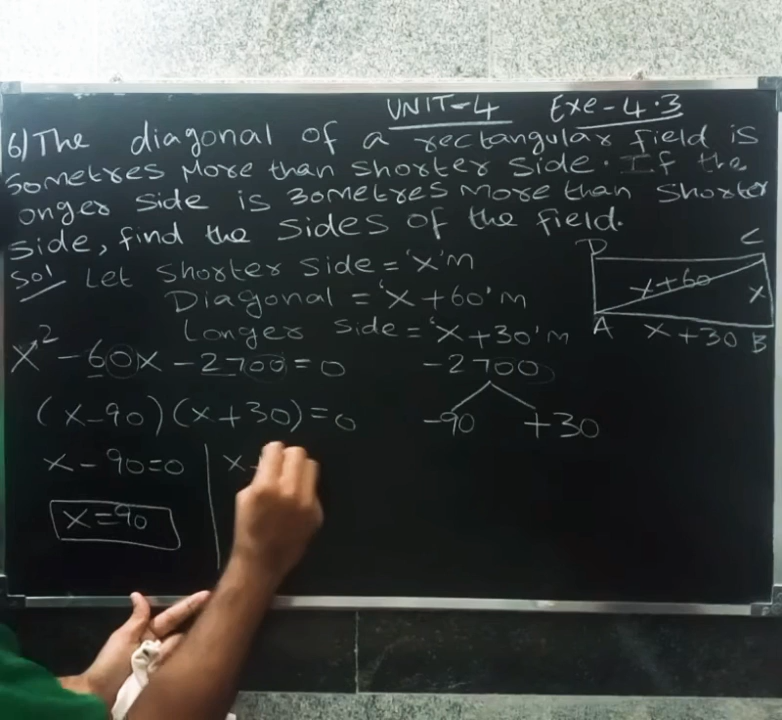 UNIT-4 Exe-4.3
6) The diagonal of a rectangular field is
60metres More than shorter side. If the
onger side is 30metres more than shorter
side, find the sides of the field.
Sol Let shorter side = 'x'm
Diagonal = 'x+60'm
Longer side = 'x+30'm
D C
x+60 x
A x+30 B
x² - 60x - 2700 = 0
-2700
(x-90)(x+30)=0
-90 +30
x-90=0
x
x=90